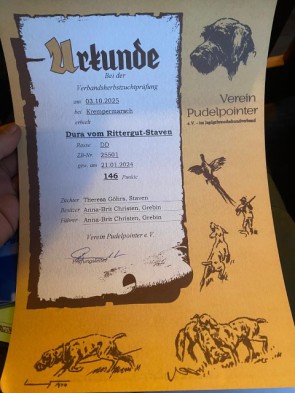 Urkunde
Bei der
Verbandsherbstzuchtprüfung
am 03.10.2025
bei Krempermarsch
erhielt
Dura vom Rittergut-Staven
Rasse DD
ZB-Nr. 25501
gew. am 21.01.2024
146 Punkte
Züchter Theresa Göhrs, Staven
Besitzer Anna-Brit Christen, Grebin
Führer Anna-Brit Christen, Grebin
Verein Pudelpointer e.V.
Verein
Pudelpointer
e.V. - im Jagdgebrauchshundverband